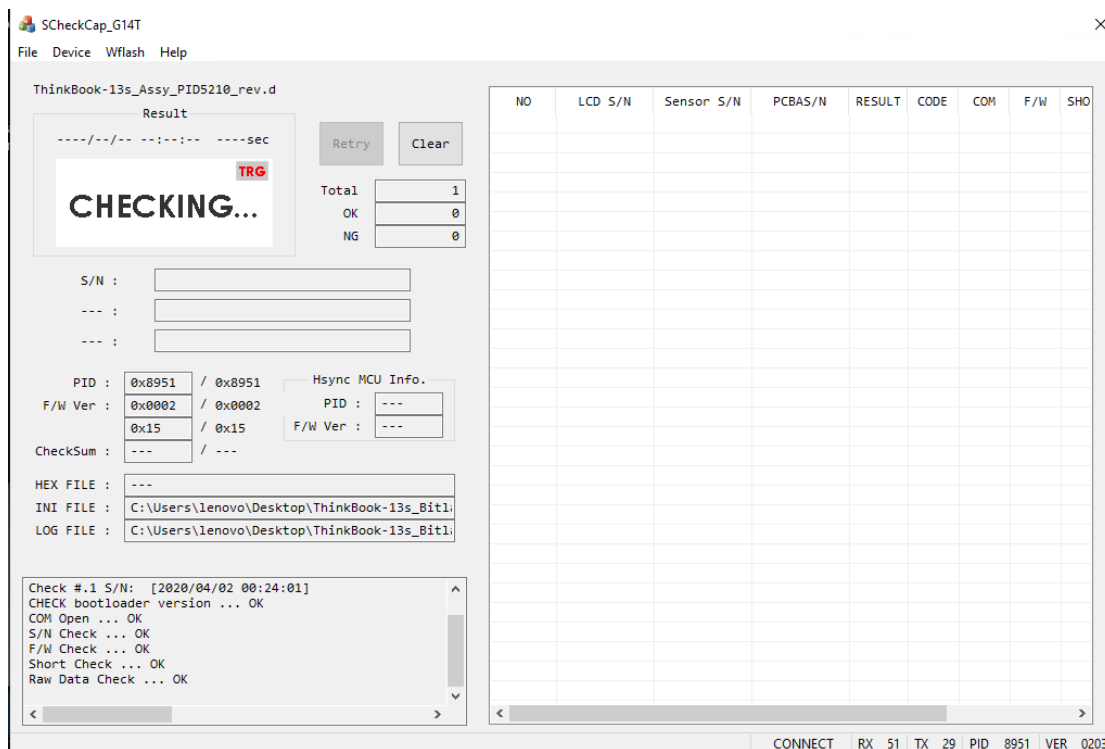 SCheckCap_G14T
File Device Wflash Help
ThinkBook-13s_Assy_PID5210_rev.d
Result
----/--/-- --:--:-- ----sec
TRG
CHECKING...
Retry Clear
Total 1
OK 0
NG 0
S/N :
--- :
--- :
PID : 0x8951 / 0x8951
F/W Ver : 0x0002 / 0x0002
0x15 / 0x15
CheckSum : --- / ---
Hsync MCU Info.
PID : ---
F/W Ver : ---
HEX FILE : ---
INI FILE : C:\Users\lenovo\Desktop\ThinkBook-13s_Bitl
LOG FILE : C:\Users\lenovo\Desktop\ThinkBook-13s_Bitl
Check #.1 S/N: [2020/04/02 00:24:01]
CHECK bootloader version ... OK
COM Open ... OK
S/N Check ... OK
F/W Check ... OK
Short Check ... OK
Raw Data Check ... OK
NO LCD S/N Sensor S/N PCBAS/N RESULT CODE COM F/W SHO
CONNECT RX 51 TX 29 PID 8951 VER 0203